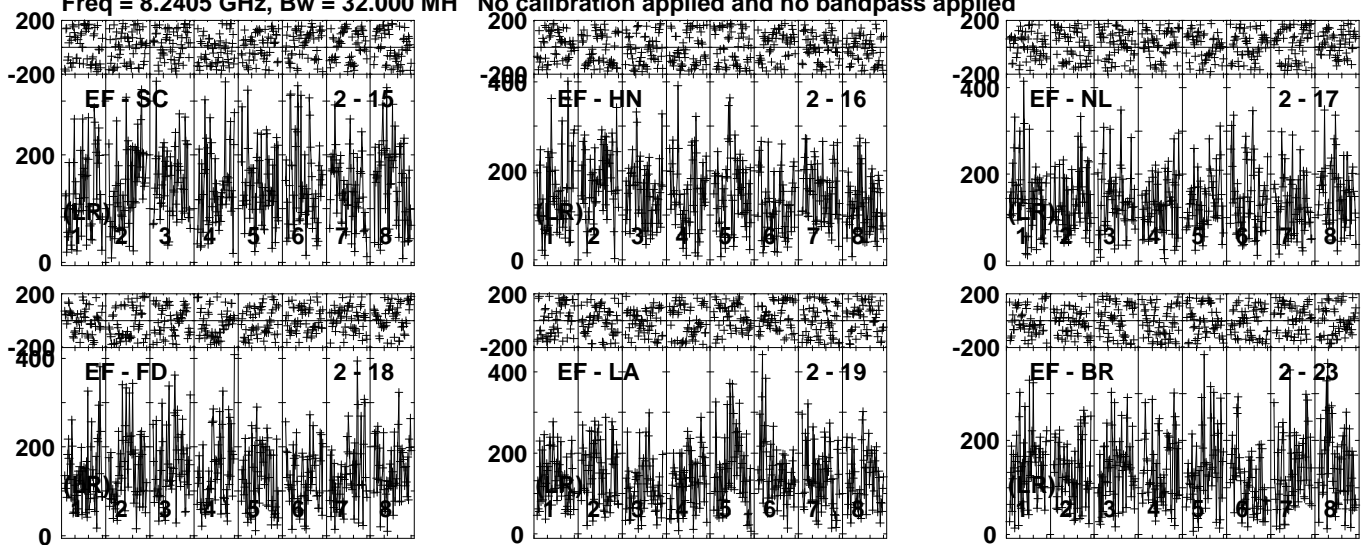 Freq = 8.2405 GHz, Bw = 32.000 MH No calibration applied and no bandpass applied
200
-200
EF - SC 2 - 15
200
(LR)
1 2 3 4 5 6 7 8
0
200
-200
400
EF - HN 2 - 16
200
(LR)
1 2 3 4 5 6 7 8
0
200
-200
400
EF - NL 2 - 17
200
(LR)
1 2 3 4 5 6 7 8
0
200
-200
400
EF - FD 2 - 18
200
(LR)
1 2 3 4 5 6 7 8
0
200
-200
400
EF - LA 2 - 19
200
(LR)
1 2 3 4 5 6 7 8
0
200
-200
EF - BR 2 - 23
200
(LR)
1 2 3 4 5 6 7 8
0